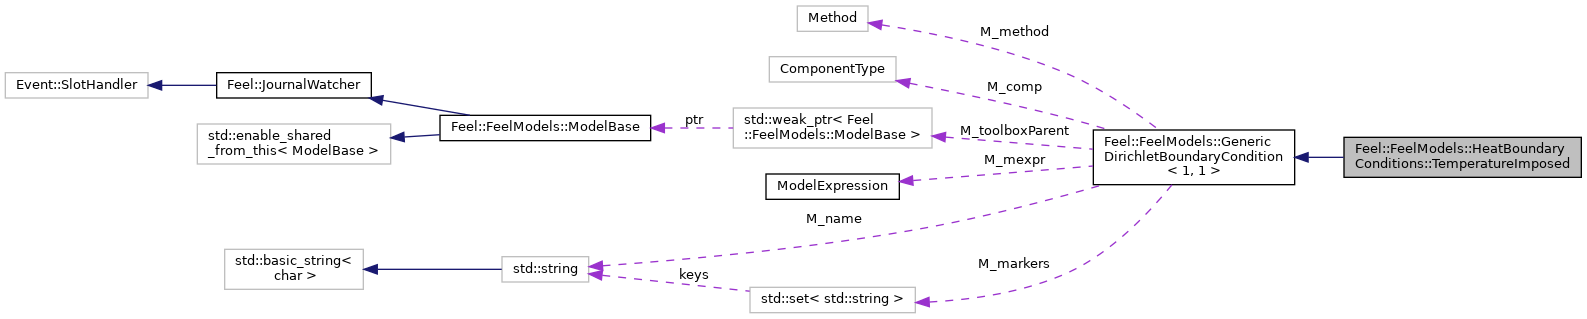 Method
M_method
ComponentType
M_comp
Event::SlotHandler
Feel::JournalWatcher
std::enable_shared
_from_this< ModelBase >
Feel::FeelModels::ModelBase
ptr
std::weak_ptr< Feel
::FeelModels::ModelBase >
M_toolboxParent
M_mexpr
ModelExpression
Feel::FeelModels::Generic
DirichletBoundaryCondition
< 1, 1 >
Feel::FeelModels::HeatBoundary
Conditions::TemperatureImposed
M_name
std::basic_string<
char >
std::string
keys
std::set< std::string >
M_markers